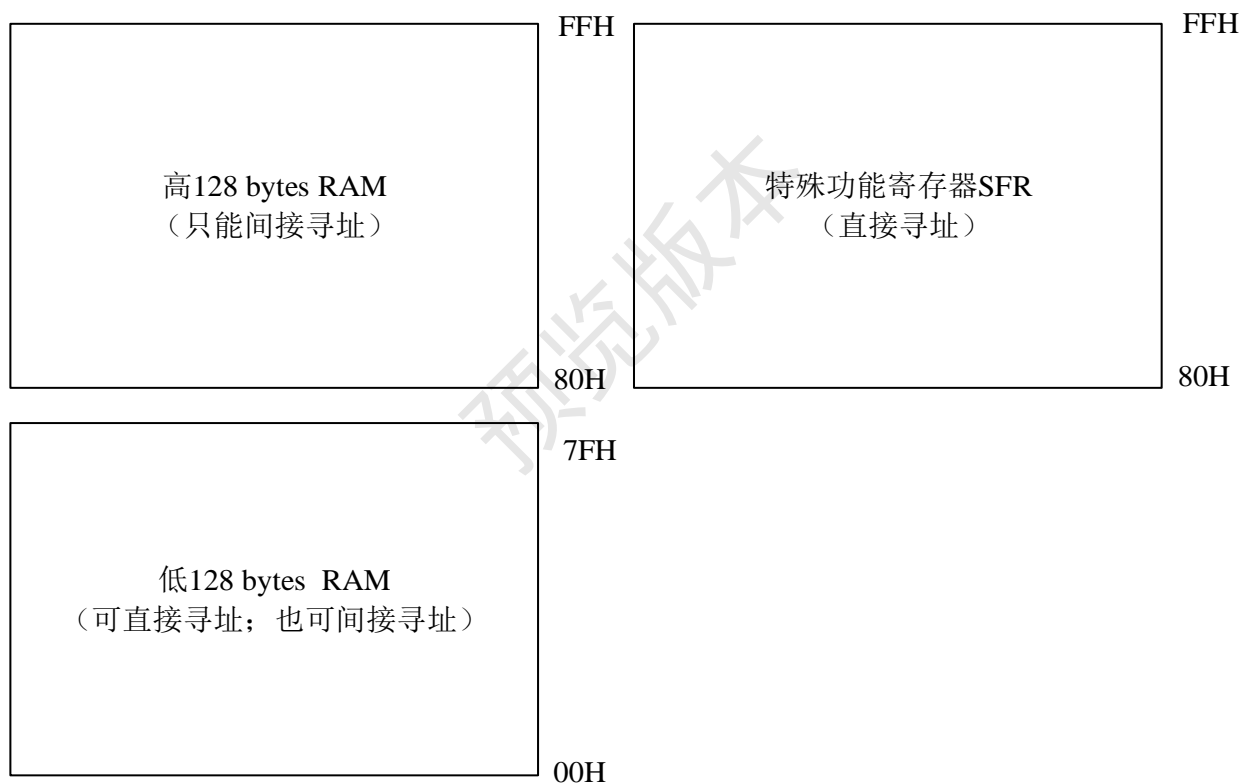 FFH
高128 bytes RAM
（只能间接寻址）
80H
FFH
特殊功能寄存器SFR
（直接寻址）
80H
7FH
低128 bytes  RAM
（可直接寻址；也可间接寻址）
00H
预览版本